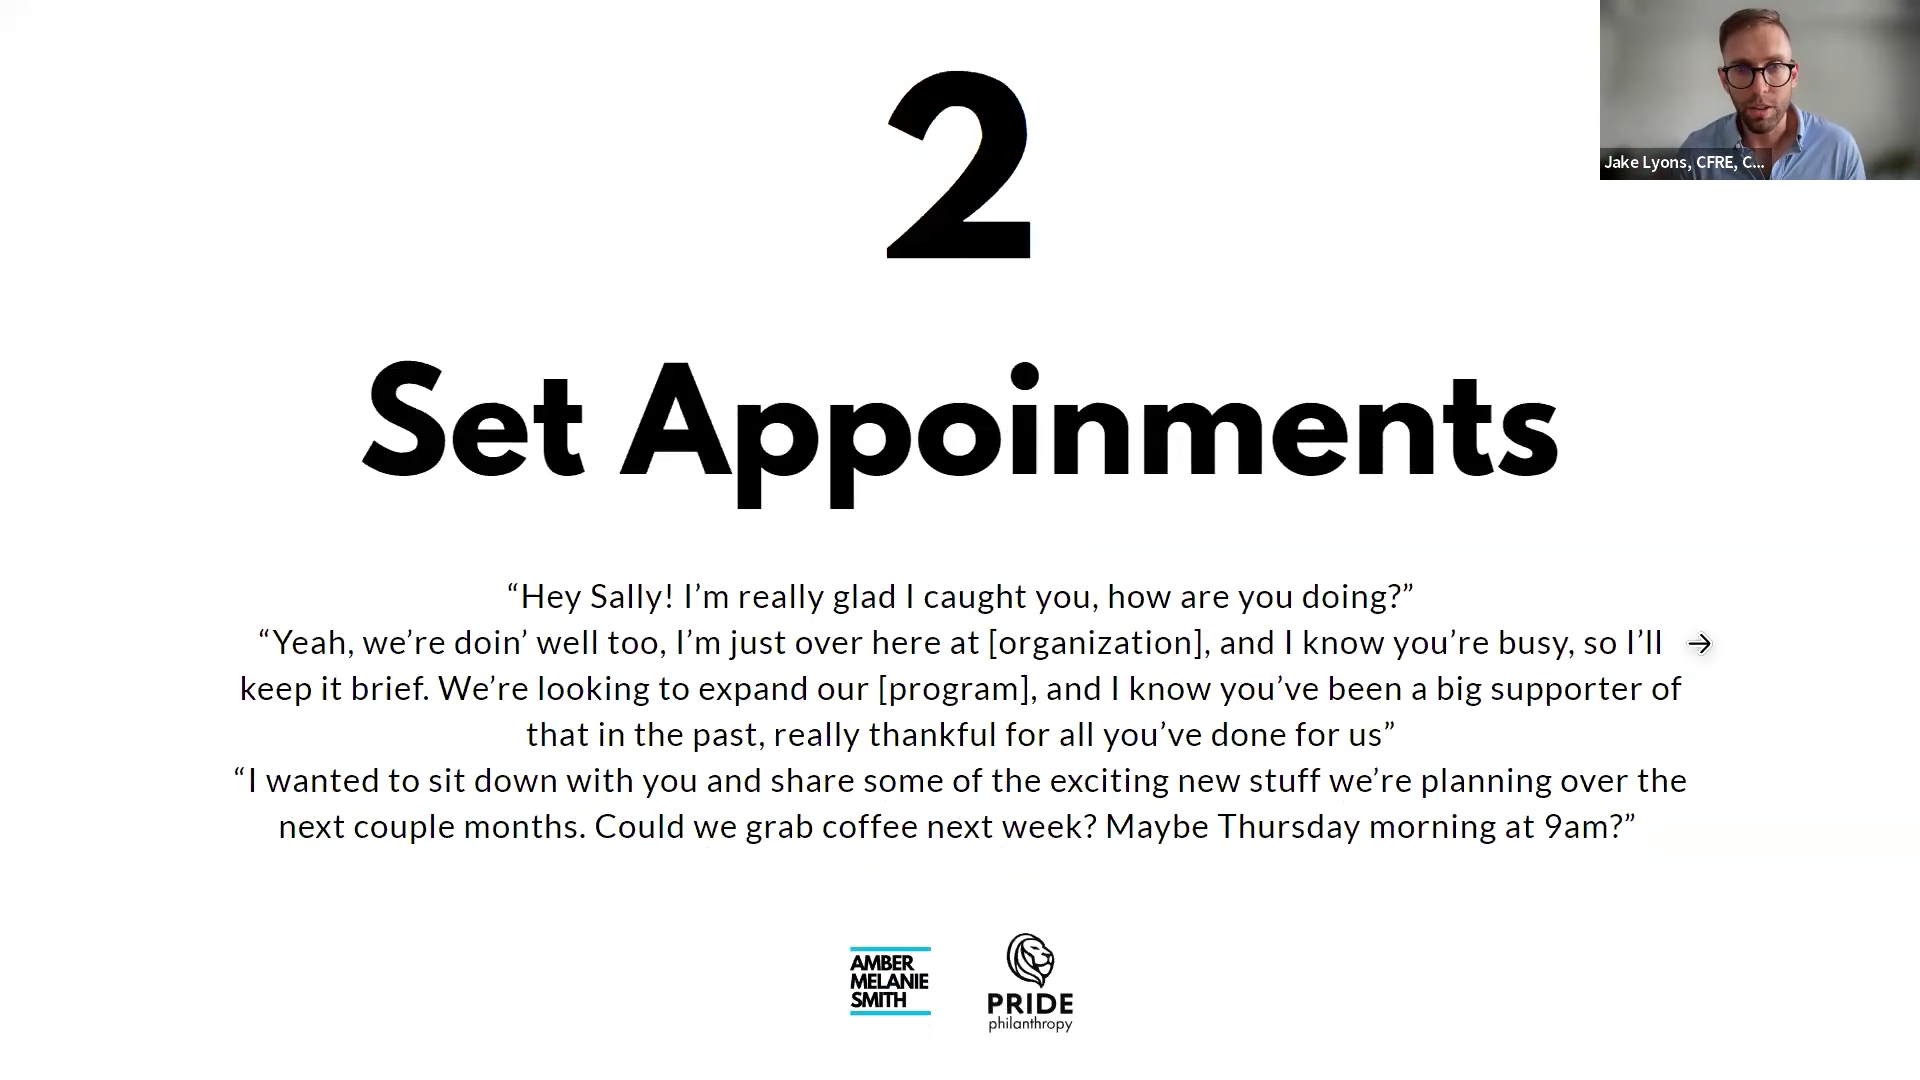 2
Jake Lyons, CFRE, C...
Set Appoinments
“Hey Sally! I’m really glad I caught you, how are you doing?”
“Yeah, we’re doin’ well too, I’m just over here at [organization], and I know you’re busy, so I’ll
keep it brief. We’re looking to expand our [program], and I know you’ve been a big supporter of
that in the past, really thankful for all you’ve done for us”
“I wanted to sit down with you and share some of the exciting new stuff we’re planning over the
next couple months. Could we grab coffee next week? Maybe Thursday morning at 9am?”
AMBER
MELANIE
SMITH
PRIDE
philanthropy